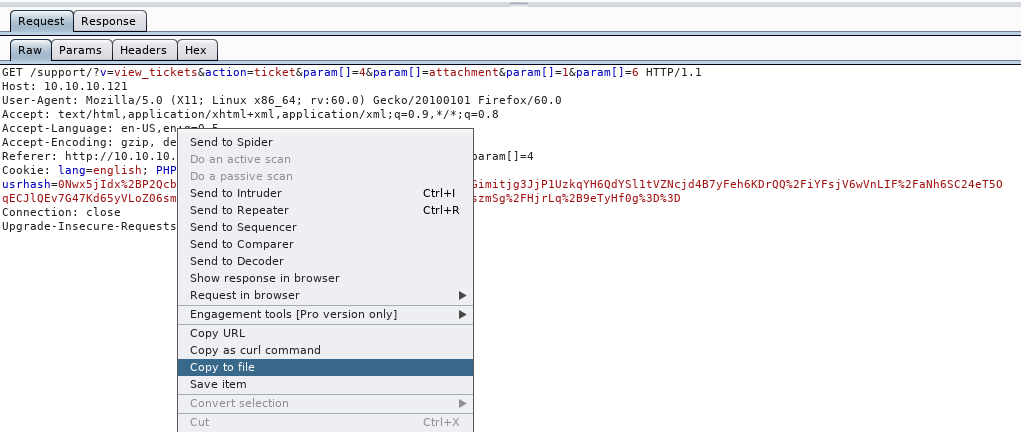 Request Response
Raw Params Headers Hex
GET /support/?v=view_tickets&action=ticket&param[]=4&param[]=attachment&param[]=1&param[]=6 HTTP/1.1
Host: 10.10.10.121
User-Agent: Mozilla/5.0 (X11; Linux x86_64; rv:60.0) Gecko/20100101 Firefox/60.0
Accept: text/html,application/xhtml+xml,application/xml;q=0.9,*/*;q=0.8
Accept-Language: en-US,en;q=0.5
Accept-Encoding: gzip, de
Referer: http://10.10.10. param[]=4
Cookie: lang=english; PHP
usrhash=0Nwx5jIdx%2BP2Qcb Gimitjg3JjP1UzkqYH6QdYSl1tVZNcjd4B7yFeh6KDrQQ%2FiYFsjV6wVnLIF%2FaNh6SC24eT5O
qECJlQEv7G47Kd65yVLoZ06sm szmSg%2FHjrLq%2B9eTyHf0g%3D%3D
Connection: close
Upgrade-Insecure-Requests
Send to Spider
Do an active scan
Do a passive scan
Send to Intruder Ctrl+I
Send to Repeater Ctrl+R
Send to Sequencer
Send to Comparer
Send to Decoder
Show response in browser
Request in browser
Engagement tools [Pro version only]
Copy URL
Copy as curl command
Copy to file
Save item
Convert selection
Cut Ctrl+X